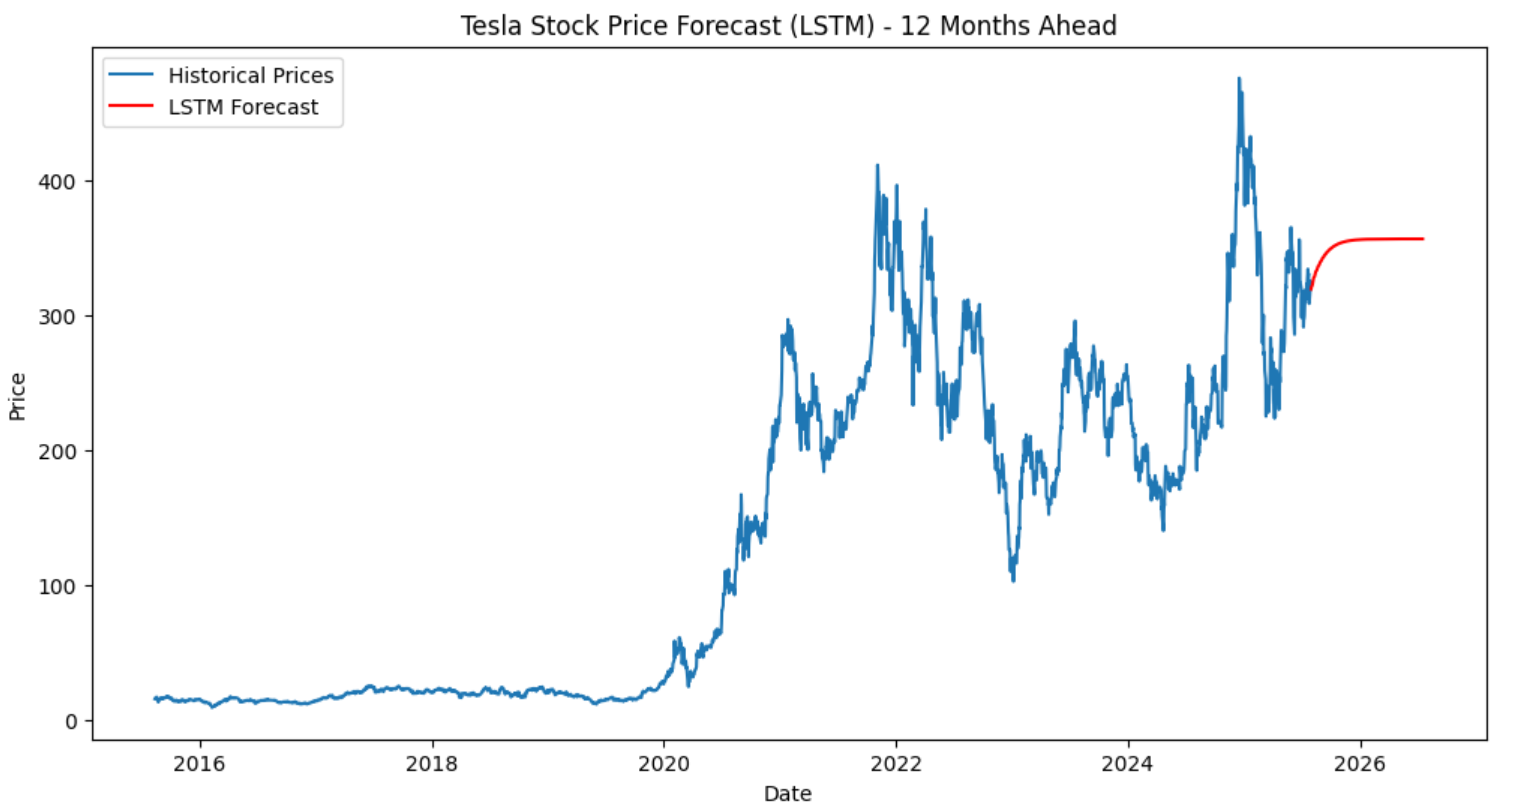 Tesla Stock Price Forecast (LSTM) - 12 Months Ahead
Historical Prices
LSTM Forecast
400
300
200
100
0
Price
2016
2018
2020
2022
2024
2026
Date